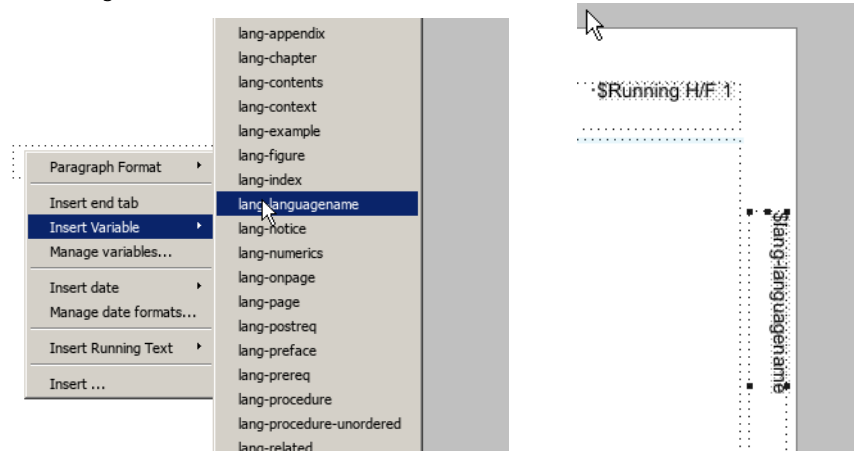 Paragraph Format
Insert end tab
Insert Variable
Manage variables...
Insert date
Manage date formats...
Insert Running Text
Insert ...
lang-appendix
lang-chapter
lang-contents
lang-context
lang-example
lang-figure
lang-index
lang-languagename
lang-notice
lang-numerics
lang-onpage
lang-page
lang-postreq
lang-preface
lang-prereq
lang-procedure
lang-procedure-unordered
lang-related
$Running H/F 1
$lang-languagename